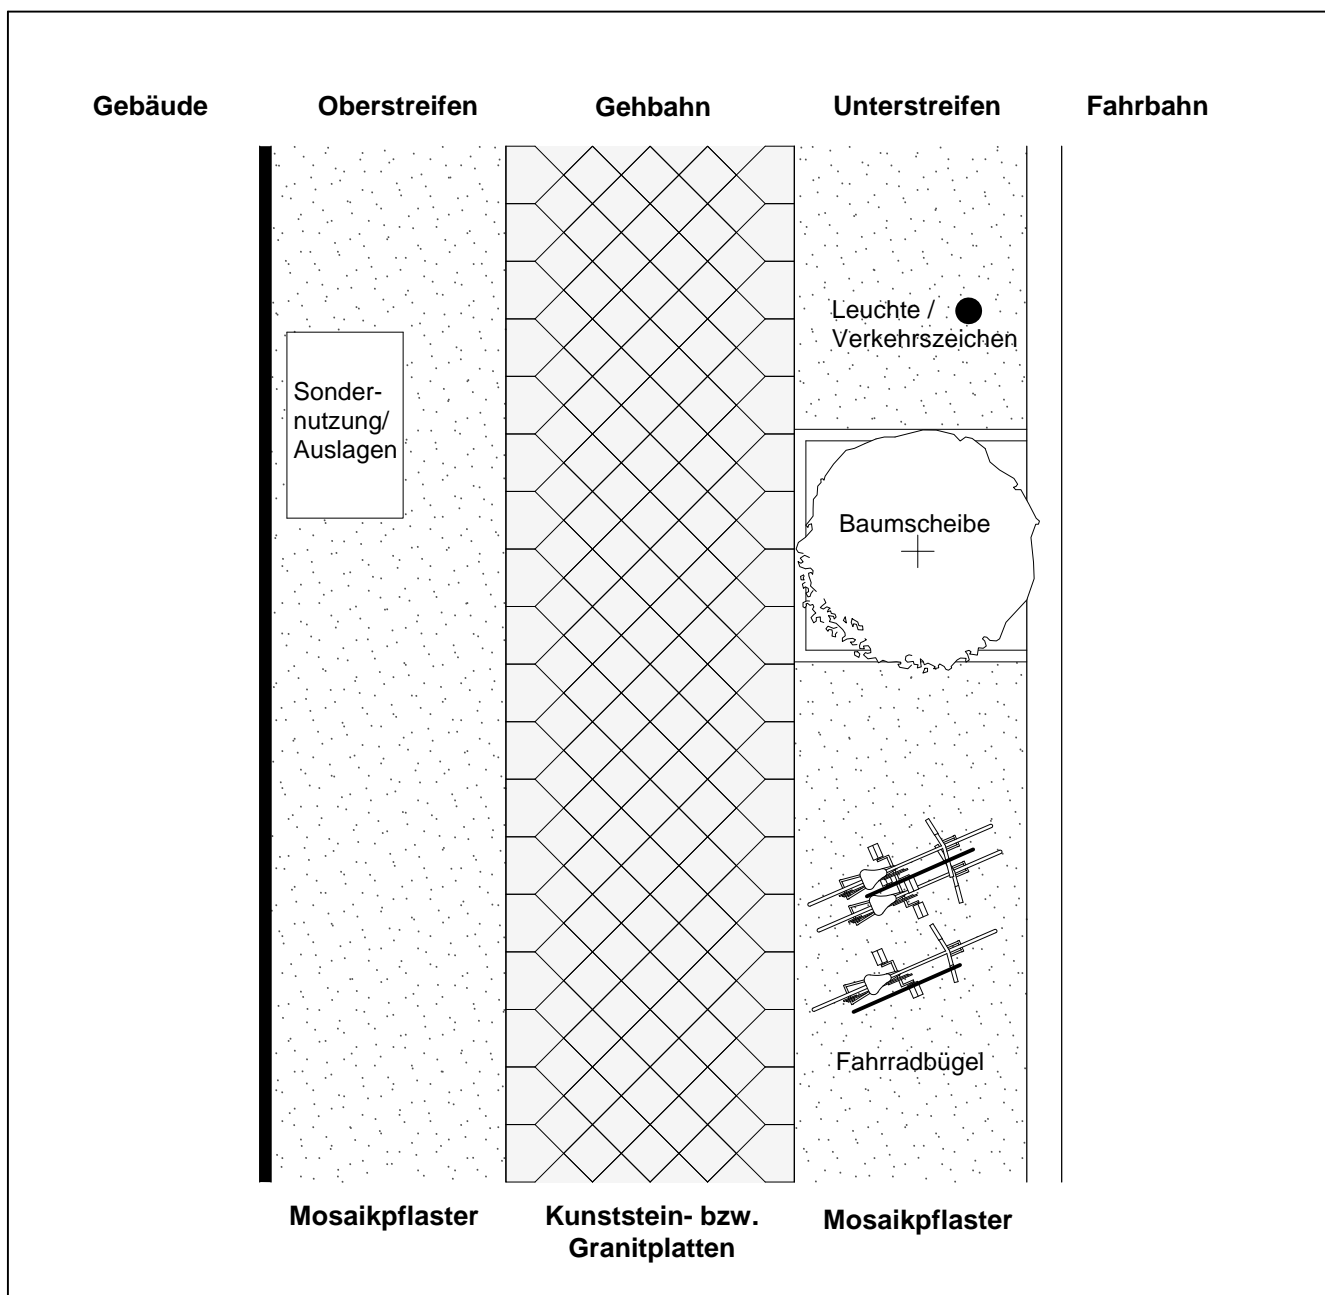 Gebäude
Oberstreifen
Gehbahn
Unterstreifen
Fahrbahn
Leuchte /
Verkehrszeichen
Sonder-
nutzung/
Auslagen
Baumscheibe
Fahrradbügel
Mosaikpflaster
Kunststein- bzw.
Granitplatten
Mosaikpflaster